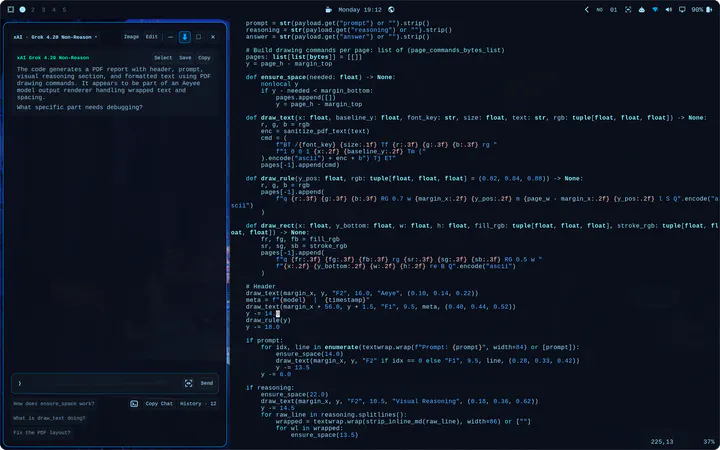 1 2 3 4 5
Monday 19:12
NO 01
90%
xAI · Grok 4.20 Non-Reason
Image Edit
xAI Grok 4.20 Non-Reason
Select Save Copy
The code generates a PDF report with header, prompt,
visual reasoning section, and formatted text using PDF
drawing commands. It appears to be part of an Aeyee
model output renderer handling wrapped text and
spacing.
What specific part needs debugging?
❯ Send
How does ensure_space work?
Copy Chat History · 12
What is draw_text doing?
Fix the PDF layout?
prompt = str(payload.get("prompt") or "").strip()
reasoning = str(payload.get("reasoning") or "").strip()
answer = str(payload.get("answer") or "").strip()
# Build drawing commands per page: list of (page_commands_bytes_list)
pages: list[list[bytes]] = [[]]
y = page_h - margin_top
def ensure_space(needed: float) -> None:
nonlocal y
if y - needed < margin_bottom:
pages.append([])
y = page_h - margin_top
def draw_text(x: float, baseline_y: float, font_key: str, size: float, text: str, rgb: tuple[float, float, float]) -> None:
r, g, b = rgb
enc = sanitize_pdf_text(text)
cmd = (
f"BT /{font_key} {size:.1f} Tf {r:.3f} {g:.3f} {b:.3f} rg "
f"1 0 0 1 {x:.2f} {baseline_y:.2f} Tm ("
).encode("ascii") + enc + b") Tj ET"
pages[-1].append(cmd)
def draw_rule(y_pos: float, rgb: tuple[float, float, float] = (0.82, 0.84, 0.88)) -> None:
r, g, b = rgb
pages[-1].append(
f"q {r:.3f} {g:.3f} {b:.3f} RG 0.7 w {margin_x:.2f} {y_pos:.2f} m {page_w - margin_x:.2f} {y_pos:.2f} l S Q".encode("a
scii")
)
def draw_rect(x: float, y_bottom: float, w: float, h: float, fill_rgb: tuple[float, float, float], stroke_rgb: tuple[float, fl
oat, float]) -> None:
fr, fg, fb = fill_rgb
sr, sg, sb = stroke_rgb
pages[-1].append(
f"q {fr:.3f} {fg:.3f} {fb:.3f} rg {sr:.3f} {sg:.3f} {sb:.3f} RG 0.5 w "
f"{x:.2f} {y_bottom:.2f} {w:.2f} {h:.2f} re B Q".encode("ascii")
)
# Header
draw_text(margin_x, y, "F2", 16.0, "Aeye", (0.10, 0.14, 0.22))
meta = f"{model} | {timestamp}"
draw_text(margin_x + 56.0, y + 1.5, "F1", 9.5, meta, (0.40, 0.44, 0.52))
y -= 14.0
draw_rule(y)
y -= 18.0
if prompt:
for idx, line in enumerate(textwrap.wrap(f"Prompt: {prompt}", width=84) or [prompt]):
ensure_space(14.0)
draw_text(margin_x, y, "F2" if idx == 0 else "F1", 9.5, line, (0.28, 0.33, 0.42))
y -= 13.5
y -= 6.0
if reasoning:
ensure_space(22.0)
draw_text(margin_x, y, "F2", 10.5, "Visual Reasoning", (0.18, 0.36, 0.62))
y -= 14.5
for raw_line in reasoning.splitlines():
wrapped = textwrap.wrap(strip_inline_md(raw_line), width=86) or [""]
for wl in wrapped:
ensure_space(13.5)
225,13 37%